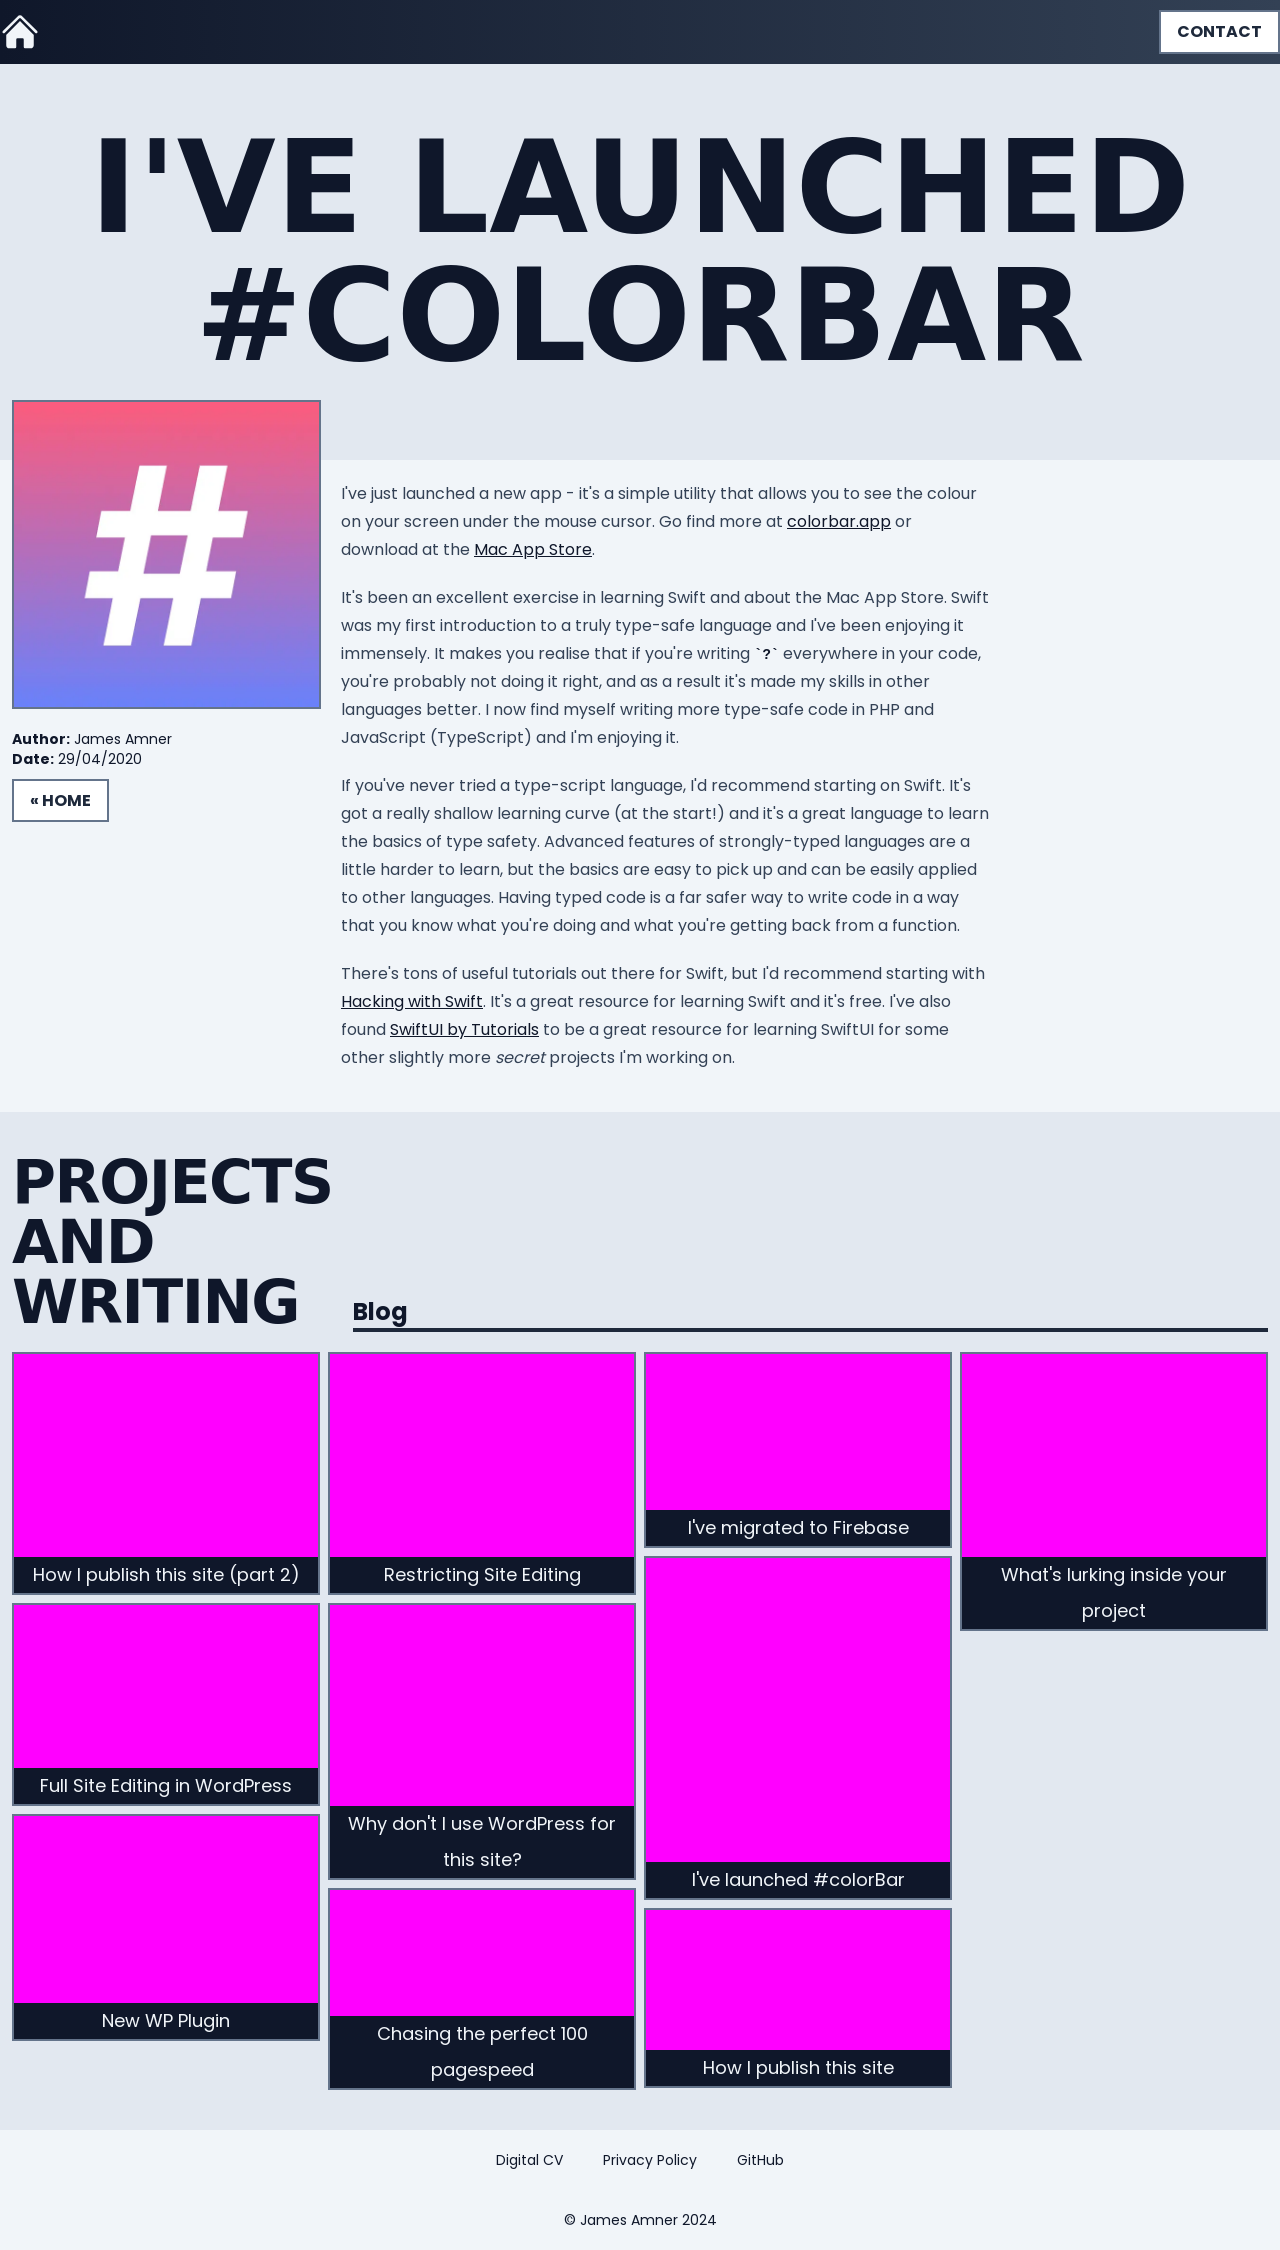 CONTACT
I'VE LAUNCHED
#COLORBAR
#
I've just launched a new app - it's a simple utility that allows you to see the colour
on your screen under the mouse cursor. Go find more at colorbar.app or
download at the Mac App Store.
It's been an excellent exercise in learning Swift and about the Mac App Store. Swift
was my first introduction to a truly type-safe language and I've been enjoying it
immensely. It makes you realise that if you're writing `?` everywhere in your code,
you're probably not doing it right, and as a result it's made my skills in other
languages better. I now find myself writing more type-safe code in PHP and
JavaScript (TypeScript) and I'm enjoying it.
If you've never tried a type-script language, I'd recommend starting on Swift. It's
got a really shallow learning curve (at the start!) and it's a great language to learn
the basics of type safety. Advanced features of strongly-typed languages are a
little harder to learn, but the basics are easy to pick up and can be easily applied
to other languages. Having typed code is a far safer way to write code in a way
that you know what you're doing and what you're getting back from a function.
There's tons of useful tutorials out there for Swift, but I'd recommend starting with
Hacking with Swift. It's a great resource for learning Swift and it's free. I've also
found SwiftUI by Tutorials to be a great resource for learning SwiftUI for some
other slightly more secret projects I'm working on.
Author: James Amner
Date: 29/04/2020
« HOME
PROJECTS
AND
WRITING
Blog
How I publish this site (part 2)
Full Site Editing in WordPress
New WP Plugin
Restricting Site Editing
Why don't I use WordPress for
this site?
Chasing the perfect 100
pagespeed
I've migrated to Firebase
I've launched #colorBar
How I publish this site
What's lurking inside your
project
Digital CV
Privacy Policy
GitHub
© James Amner 2024